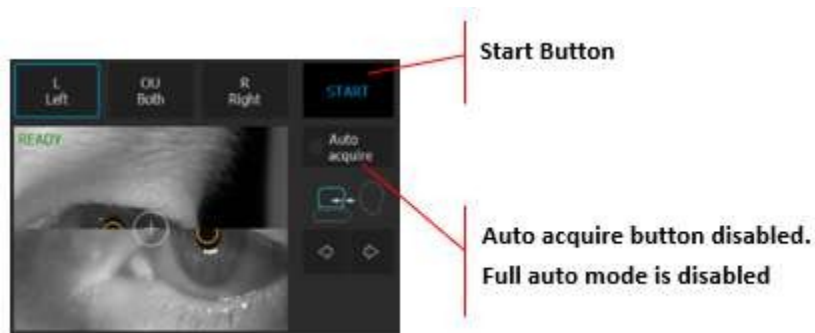 Start Button
L
Left
OU
Both
R
Right
START
READY
Auto
acquire
Auto acquire button disabled.
Full auto mode is disabled